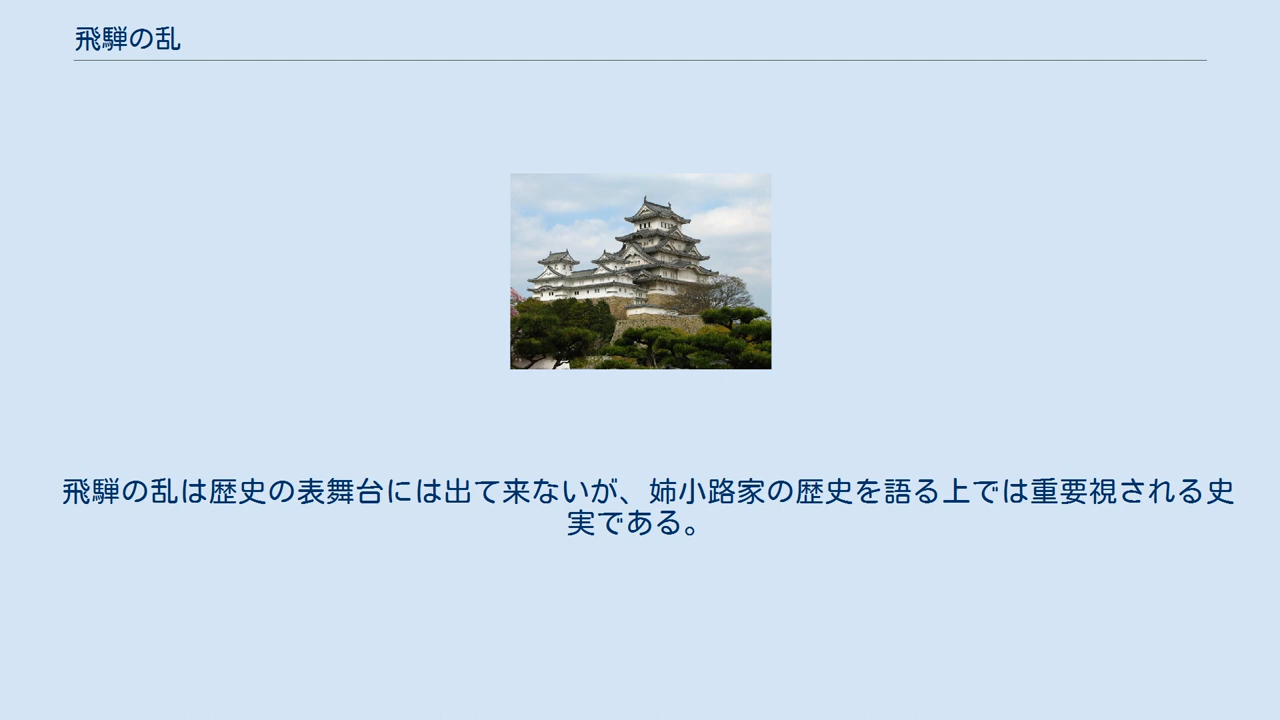 飛騨の乱
飛騨の乱は歴史の表舞台には出て来ないが、姉小路家の歴史を語る上では重要視される史
実である。